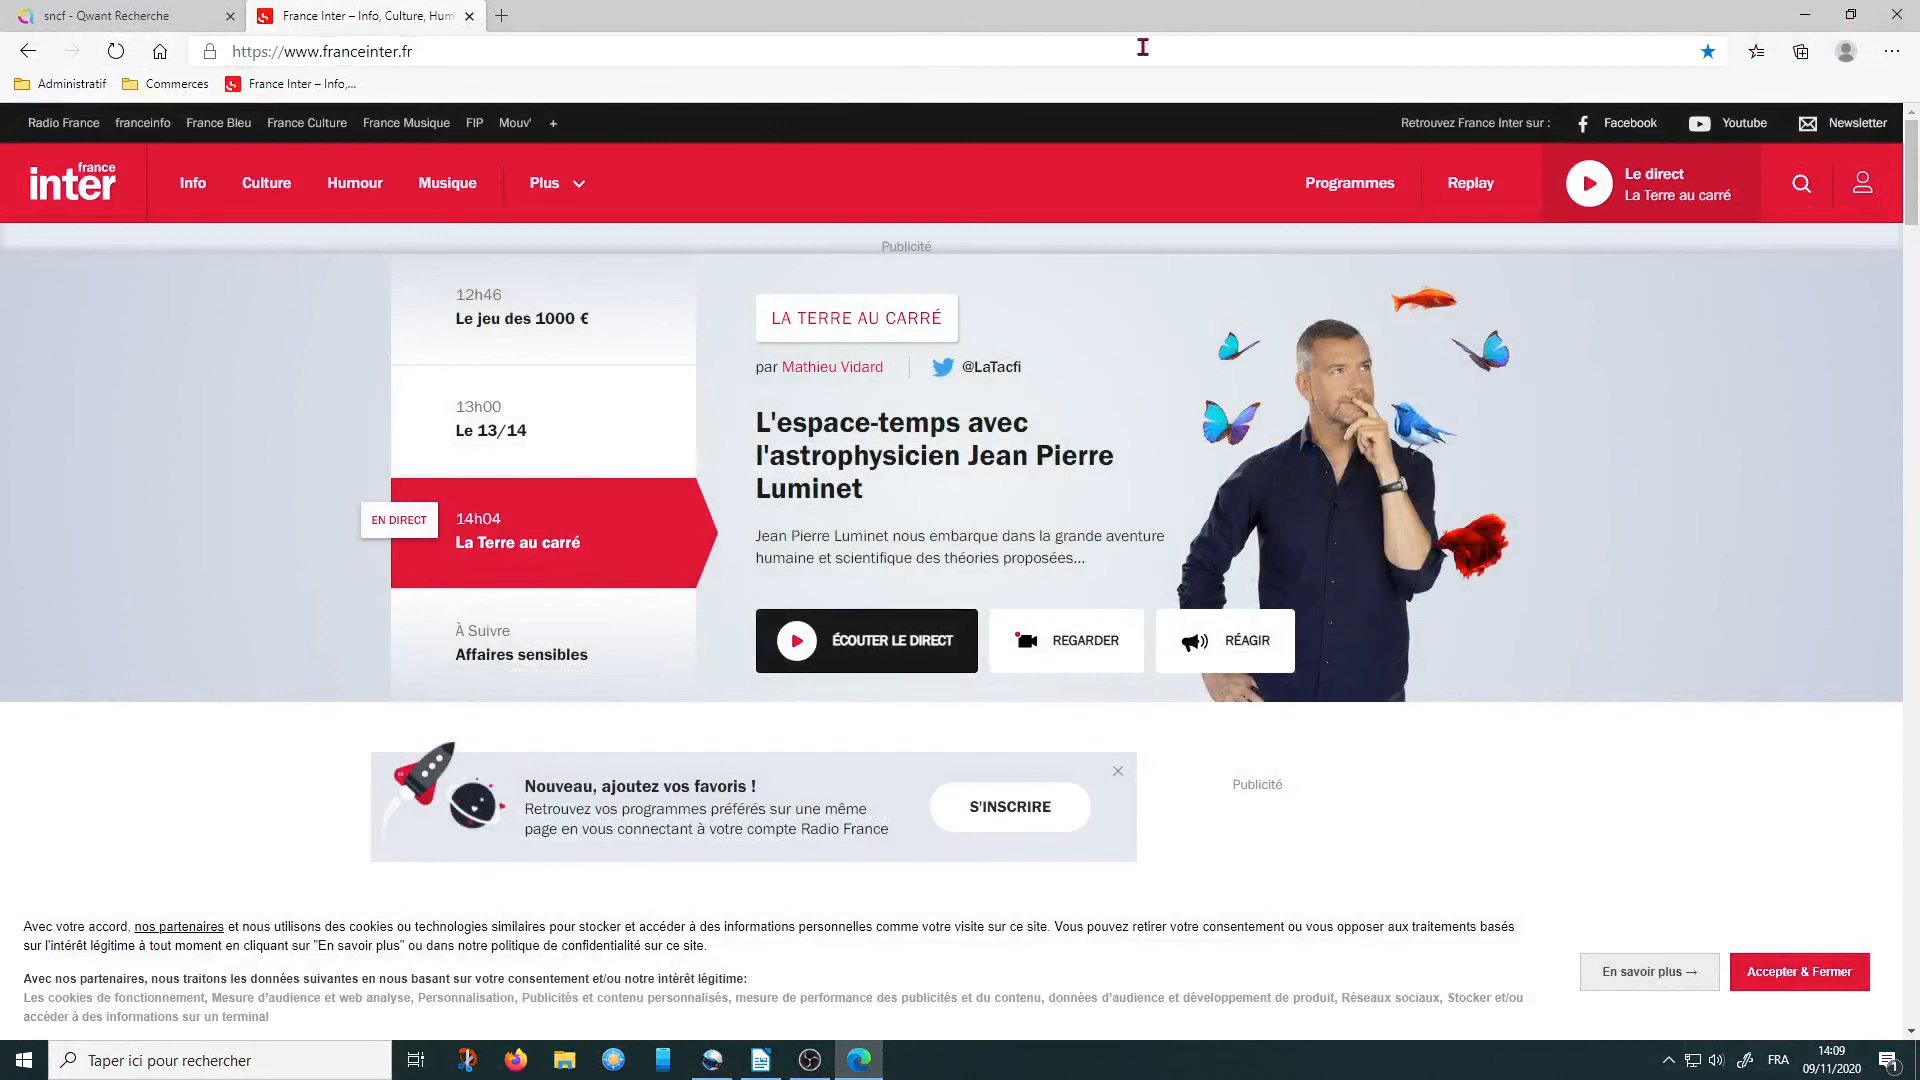 sncf - Qwant Recherche
France Inter – Info, Culture, Hum
https://www.franceinter.fr
Administratif
Commerces
France Inter – Info,...
Radio France
franceinfo
France Bleu
France Culture
France Musique
FIP
Mouv'
+
Retrouvez France Inter sur :
Facebook
Youtube
Newsletter
france
inter
Info
Culture
Humour
Musique
Plus
Programmes
Replay
Le direct
La Terre au carré
Publicité
12h46
Le jeu des 1000 €
13h00
Le 13/14
EN DIRECT
14h04
La Terre au carré
À Suivre
Affaires sensibles
LA TERRE AU CARRÉ
par Mathieu Vidard
@LaTacfi
L'espace-temps avec
l'astrophysicien Jean Pierre
Luminet
Jean Pierre Luminet nous embarque dans la grande aventure
humaine et scientifique des théories proposées...
ÉCOUTER LE DIRECT
REGARDER
RÉAGIR
Nouveau, ajoutez vos favoris !
Retrouvez vos programmes préférés sur une même
page en vous connectant à votre compte Radio France
S'INSCRIRE
Publicité
Avec votre accord, nos partenaires et nous utilisons des cookies ou technologies similaires pour stocker et accéder à des informations personnelles comme votre visite sur ce site. Vous pouvez retirer votre consentement ou vous opposer aux traitements basés
sur l'intérêt légitime à tout moment en cliquant sur "En savoir plus" ou dans notre politique de confidentialité sur ce site.
Avec nos partenaires, nous traitons les données suivantes en nous basant sur votre consentement et/ou notre intérêt légitime:
Les cookies de fonctionnement, Mesure d'audience et web analyse, Personnalisation, Publicités et contenu personnalisés, mesure de performance des publicités et du contenu, données d'audience et développement de produit, Réseaux sociaux, Stocker et/ou
accéder à des informations sur un terminal
En savoir plus →
Accepter & Fermer
Taper ici pour rechercher
FRA
14:09
09/11/2020
1